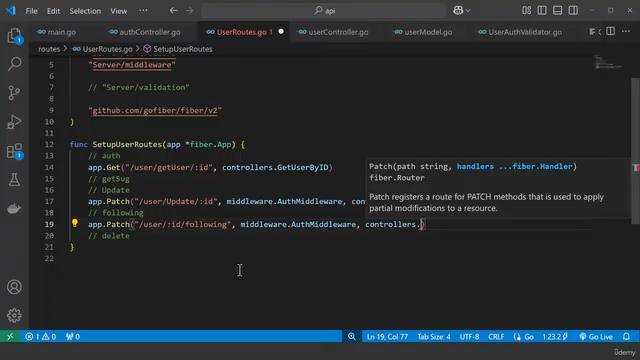 api
main.go
authController.go
UserRoutes.go
userController.go
userModel.go
UserAuthValidator.go
routes > UserRoutes.go > SetupUserRoutes
5 "Server/middleware"
6
7 // "Server/validation"
8
9 "github.com/gofiber/fiber/v2"
10 )
11
12 func SetupUserRoutes(app *fiber.App) {
13 // auth
14 app.Get("/user/getUser/:id", controllers.GetUserByID)
15 // getSug
16 // Update
17 app.Patch("/user/Update/:id", middleware.AuthMiddleware, con
18 // following
19 app.Patch("/user/:id/following", middleware.AuthMiddleware, controllers.)
20 // delete
21 }
Patch(path string, handlers ...fiber.Handler)
fiber.Router
Patch registers a route for PATCH methods that is used to apply
partial modifications to a resource.
0 1 0 Ln 19, Col 77 Tab Size: 4 UTF-8 CRLF Go Live 1.23.2 Go Live
Udemy